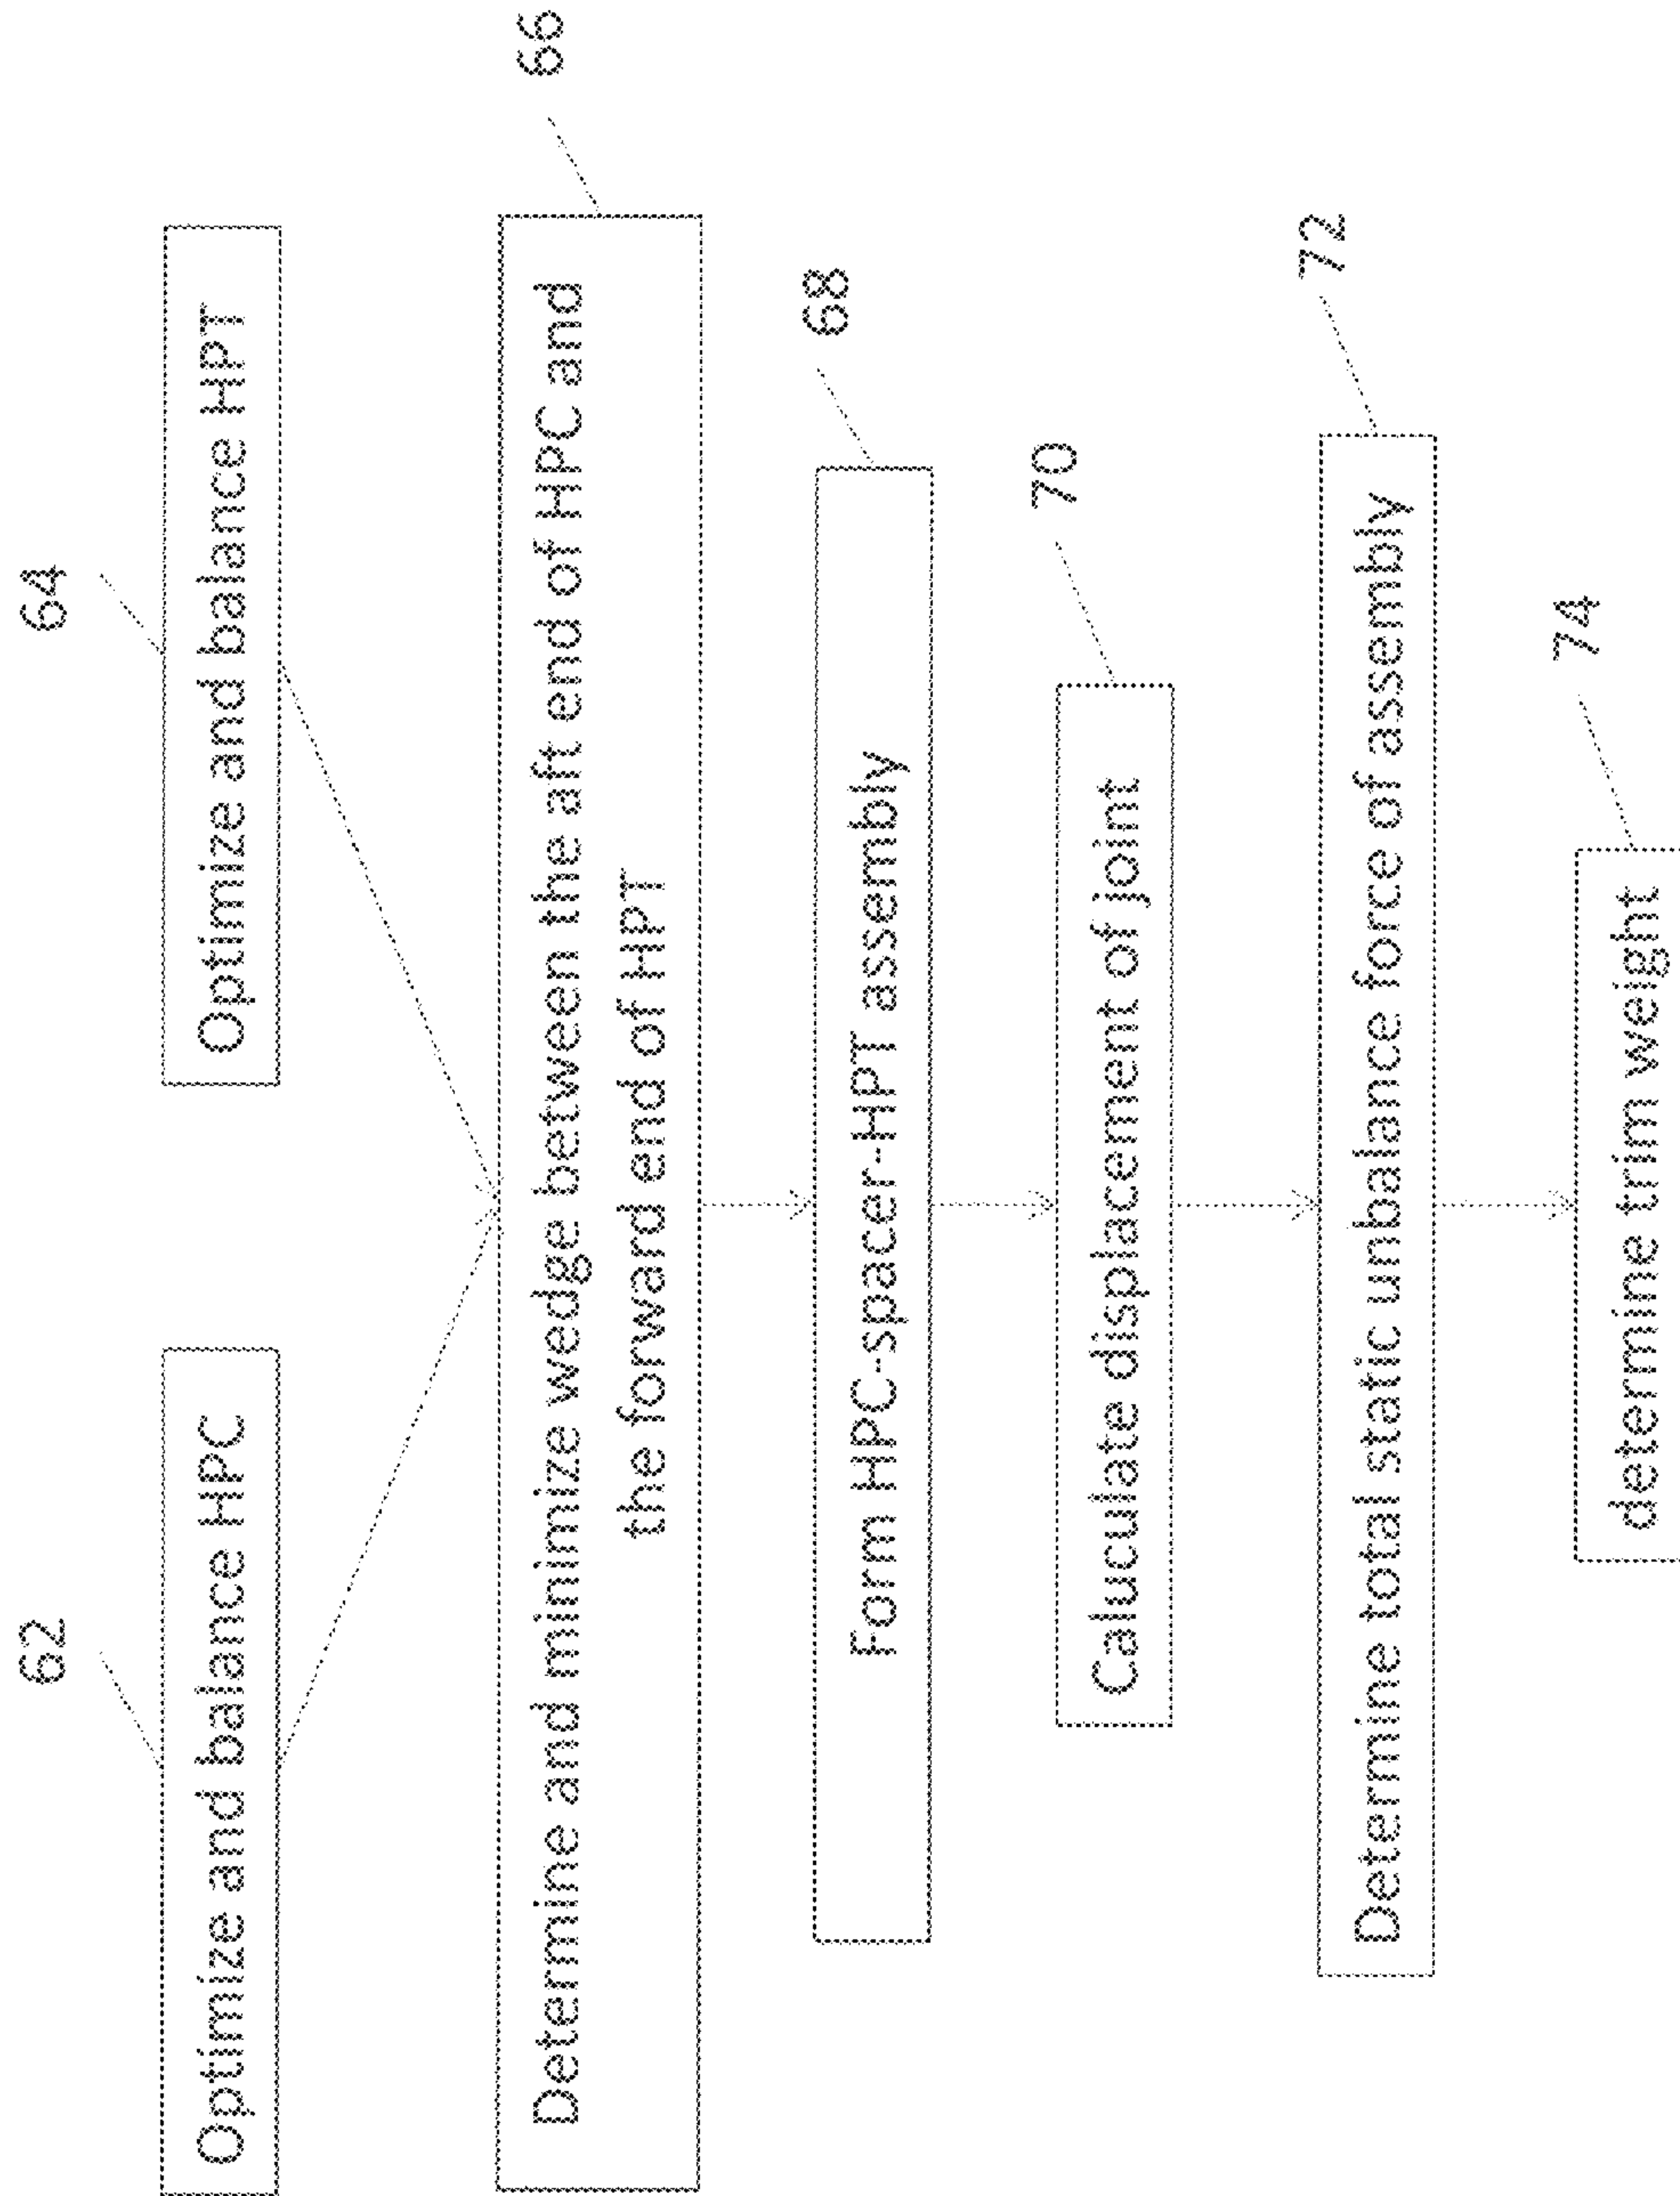 62
64
Optimize and balance HPC
Optimize and balance HPT
66
Determine and minimize wedge between the aft end of HPC and
the forward end of HPT
68
Form HPC-spacer-HPT assembly
70
Caluculate displacement of joint
72
Determine total static unbalance force of assembly
74
determine trim weight